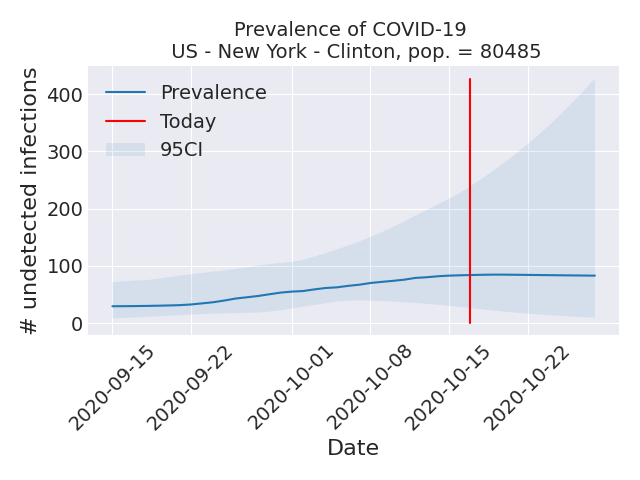 Prevalence of COVID-19
US - New York - Clinton, pop. = 80485
# undetected infections
400
300
200
100
0
Prevalence
Today
95CI
2020-09-15
2020-09-22
2020-10-01
2020-10-08
2020-10-15
2020-10-22
Date